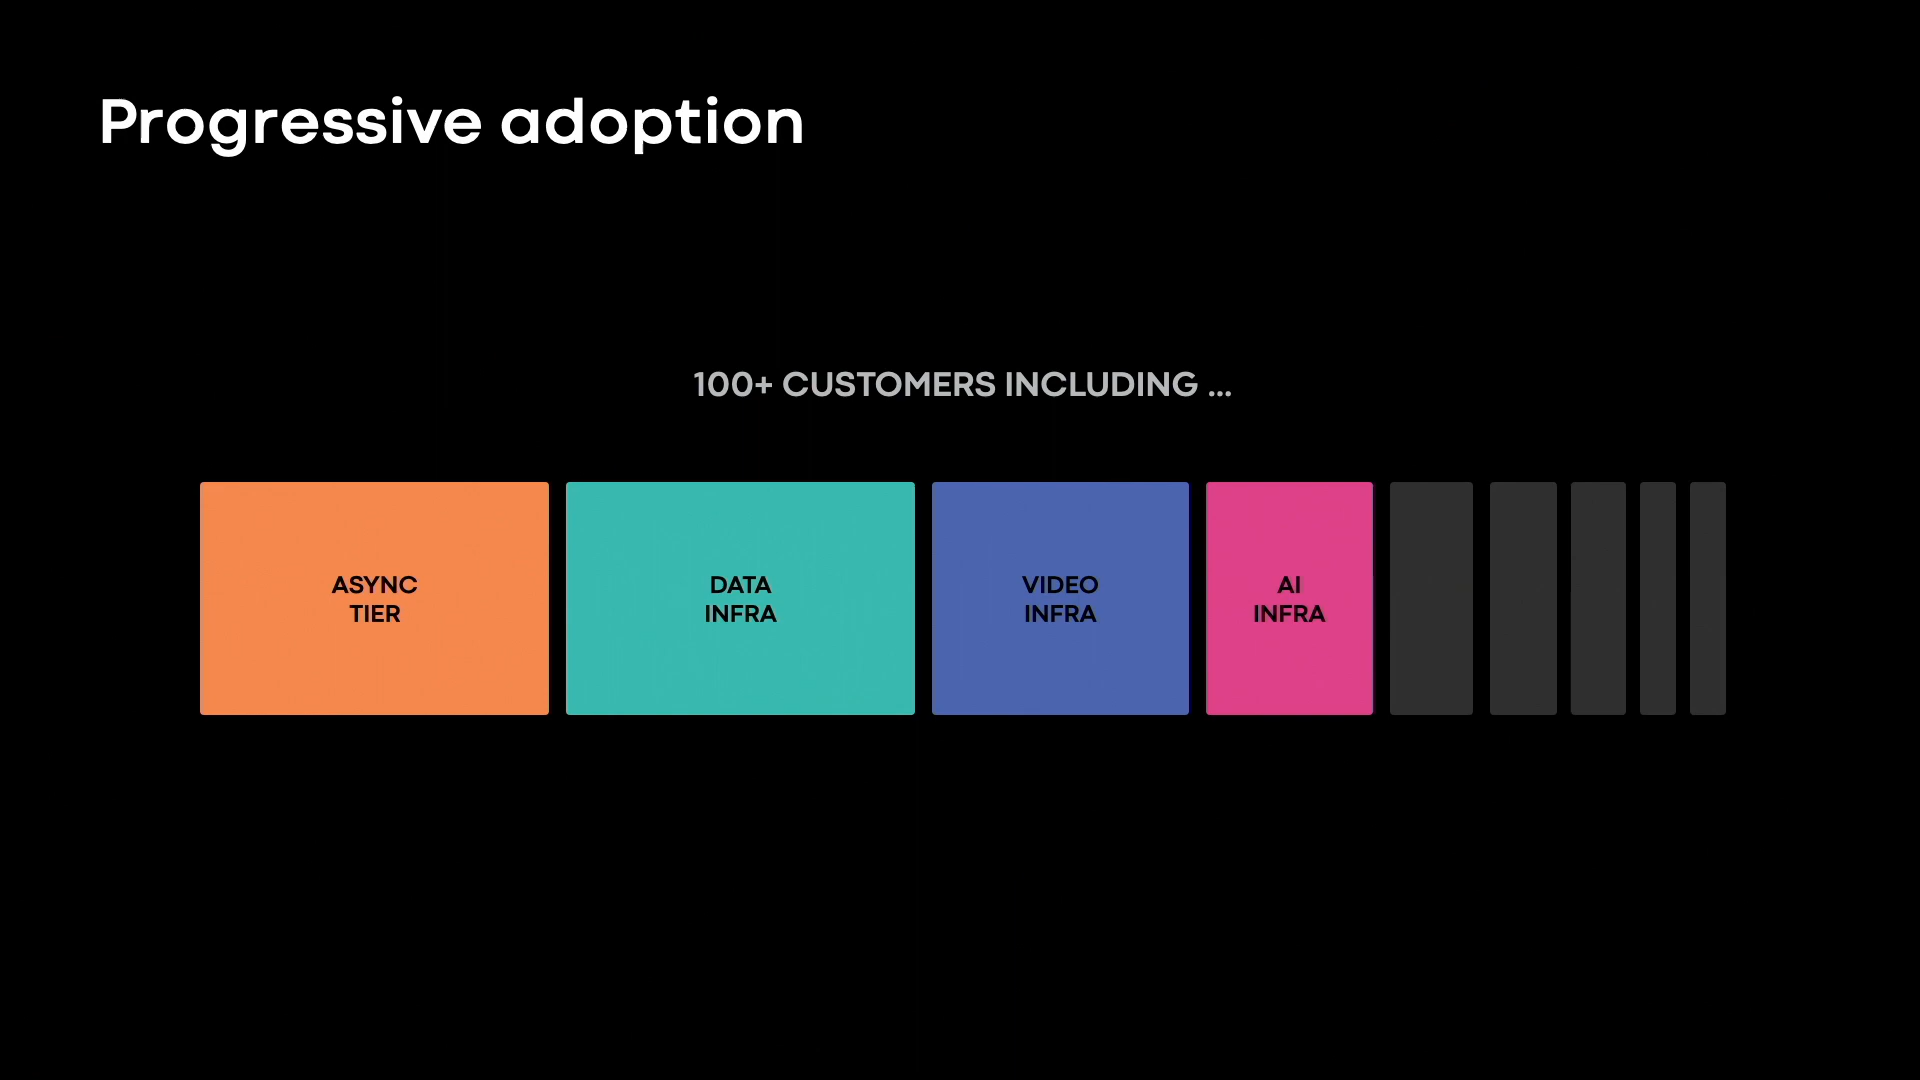 Progressive adoption
100+ CUSTOMERS INCLUDING ...
ASYNC
TIER
DATA
INFRA
VIDEO
INFRA
AI
INFRA